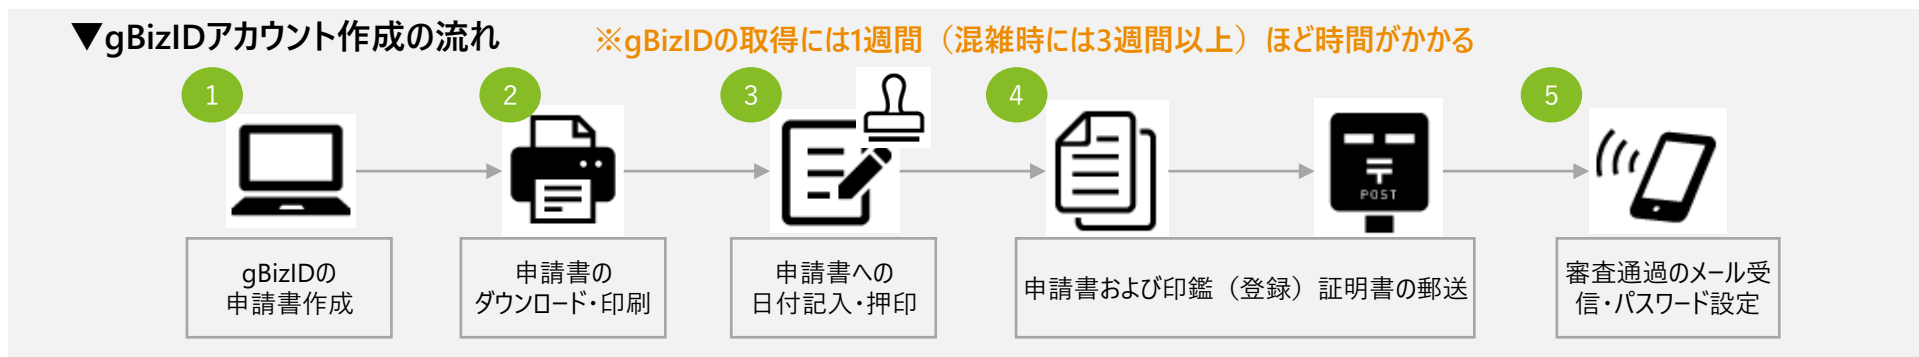 ▼gBizIDアカウント作成の流れ
※gBizIDの取得には1週間（混雑時には3週間以上）ほど時間がかかる
1
2
3
4
5
〒
POST
gBizIDの
申請書作成
申請書の
ダウンロード・印刷
申請書への
日付記入・押印
申請書および印鑑（登録）証明書の郵送
審査通過のメール受
信・パスワード設定